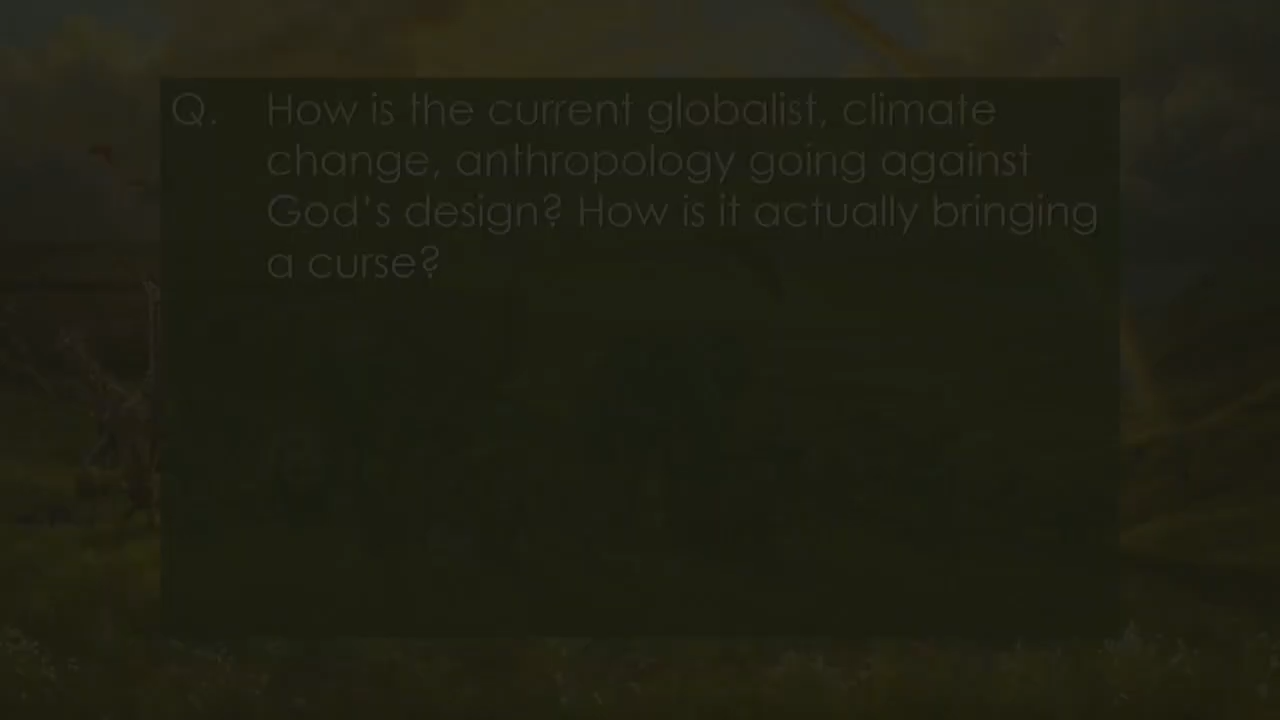 Q. How is the current globalist, climate
change, anthropology going against
God's design? How is it actually bringing
a curse?